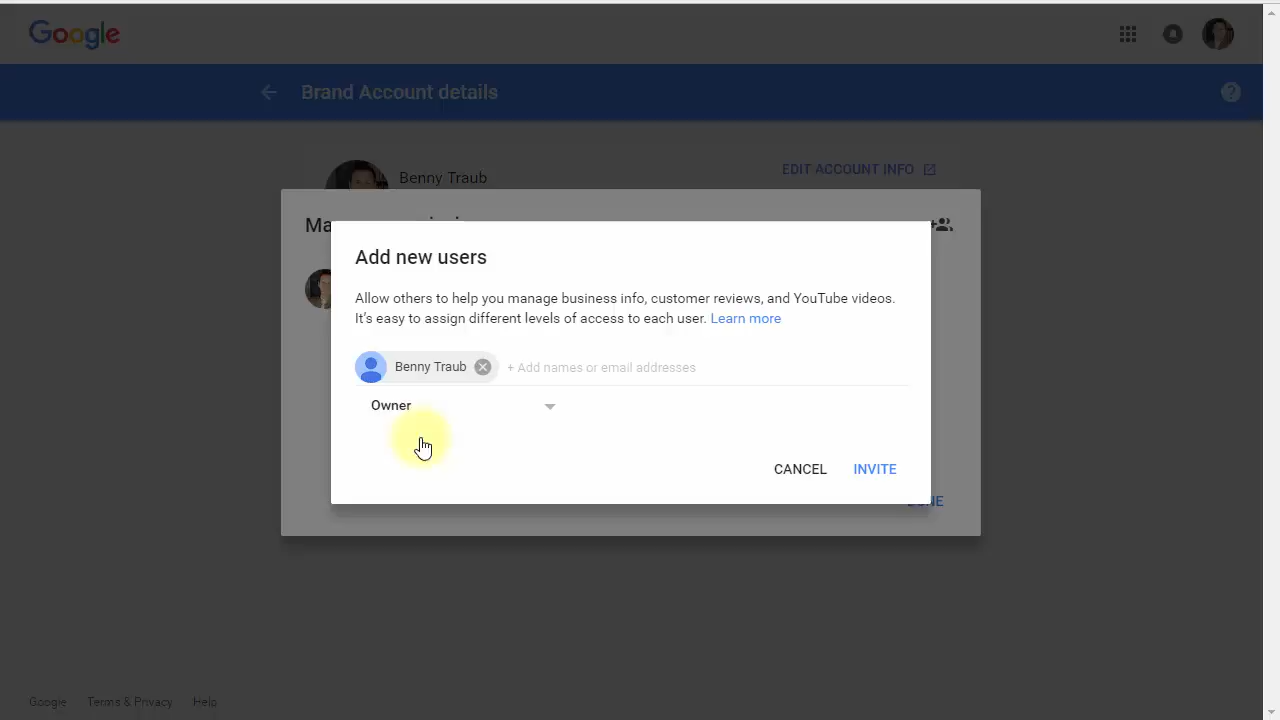 Google
Brand Account details
Benny Traub
EDIT ACCOUNT INFO
Add new users
Allow others to help you manage business info, customer reviews, and YouTube videos.
It's easy to assign different levels of access to each user. Learn more
Benny Traub + Add names or email addresses
Owner
CANCEL INVITE
Google Terms & Privacy Help